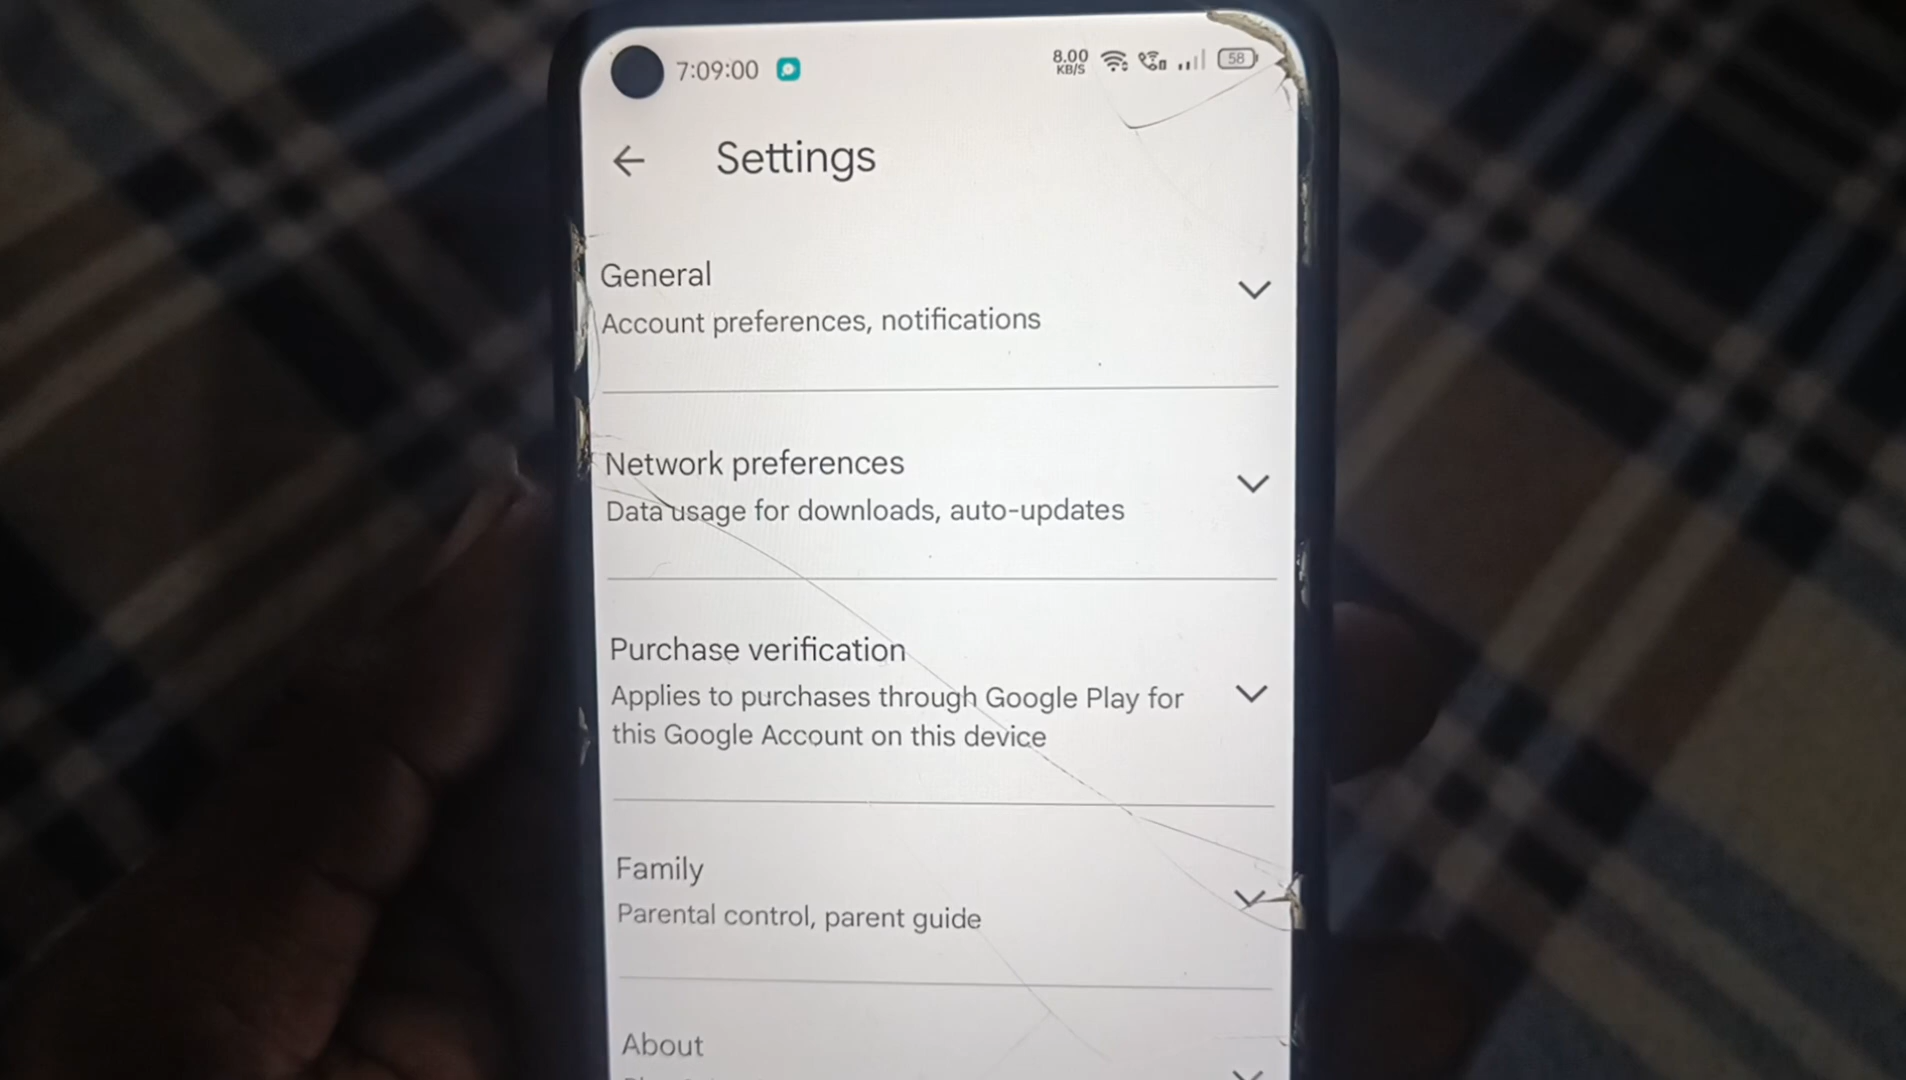 7:09:00
8.00
KB/S
58
Settings
General
Account preferences, notifications
Network preferences
Data usage for downloads, auto-updates
Purchase verification
Applies to purchases through Google Play for
this Google Account on this device
Family
Parental control, parent guide
About